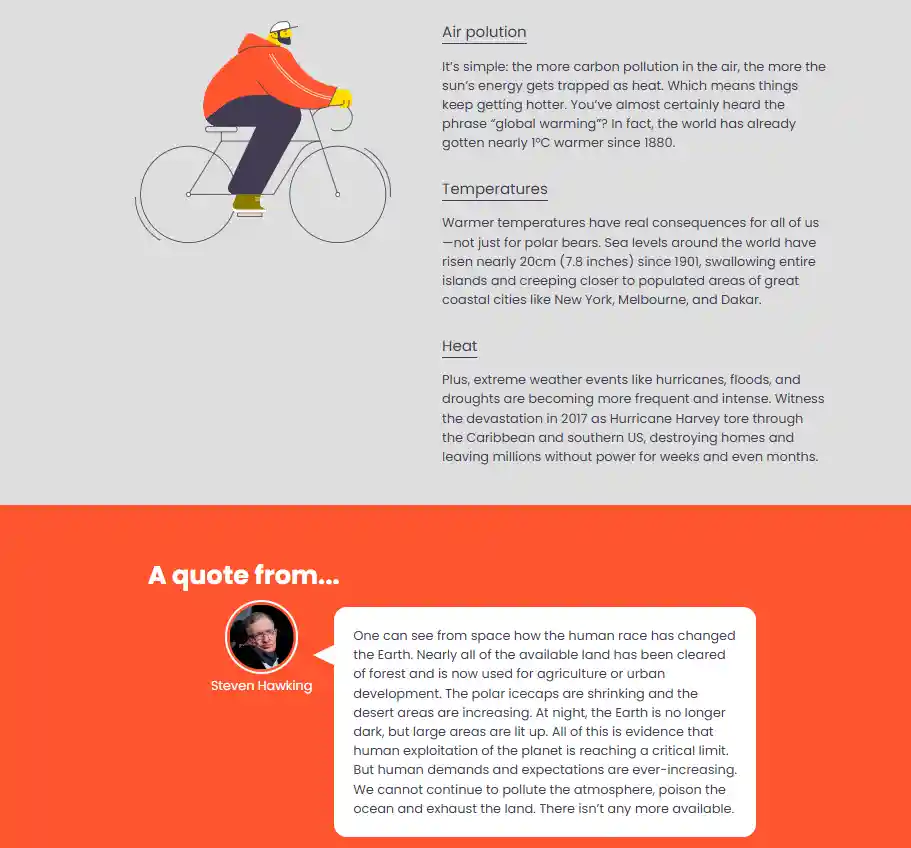 Air polution
It’s simple: the more carbon pollution in the air, the more the
sun’s energy gets trapped as heat. Which means things
keep getting hotter. You’ve almost certainly heard the
phrase “global warming”? In fact, the world has already
gotten nearly 1ºC warmer since 1880.
Temperatures
Warmer temperatures have real consequences for all of us
—not just for polar bears. Sea levels around the world have
risen nearly 20cm (7.8 inches) since 1901, swallowing entire
islands and creeping closer to populated areas of great
coastal cities like New York, Melbourne, and Dakar.
Heat
Plus, extreme weather events like hurricanes, floods, and
droughts are becoming more frequent and intense. Witness
the devastation in 2017 as Hurricane Harvey tore through
the Caribbean and southern US, destroying homes and
leaving millions without power for weeks and even months.
A quote from...
Steven Hawking
One can see from space how the human race has changed
the Earth. Nearly all of the available land has been cleared
of forest and is now used for agriculture or urban
development. The polar icecaps are shrinking and the
desert areas are increasing. At night, the Earth is no longer
dark, but large areas are lit up. All of this is evidence that
human exploitation of the planet is reaching a critical limit.
But human demands and expectations are ever-increasing.
We cannot continue to pollute the atmosphere, poison the
ocean and exhaust the land. There isn’t any more available.